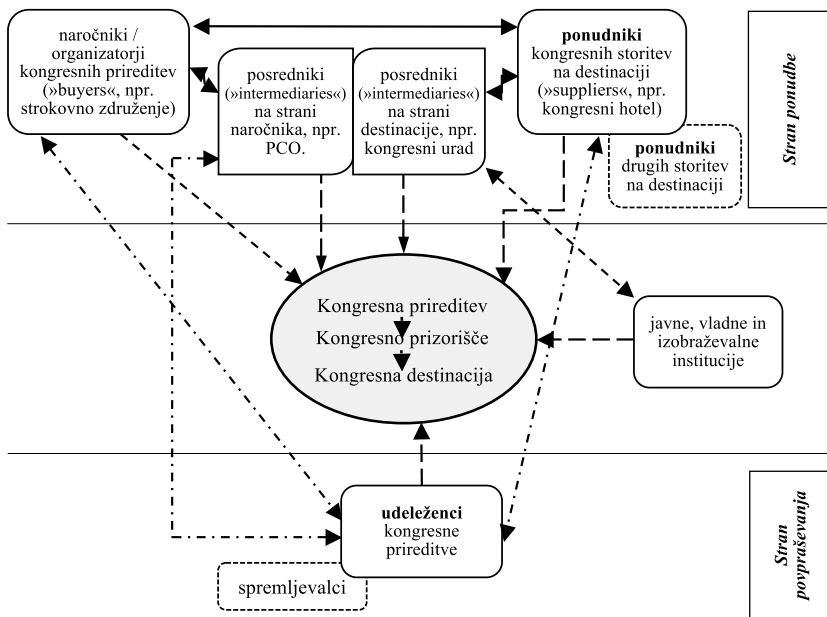 naročniki /
organizatorji
kongresnih prireditev
(»buyers«, npr.
strokovno združenje)
posredniki
(»intermediaries«)
na strani
naročnika, npr.
PCO.
posredniki
(»intermediaries«)
na strani
destinacije, npr.
kongresni urad
ponudniki
kongresnih storitev
na destinaciji
(»suppliers«, npr.
kongresni hotel)
ponudniki
drugih storitev
na destinaciji
Stran ponudbe
Kongresna prireditev
Kongresno prizorišče
Kongresna destinacija
javne, vladne in
izobraževalne
institucije
udeleženci
kongresne
prireditve
spremljevalci
Stran
povpraševanja